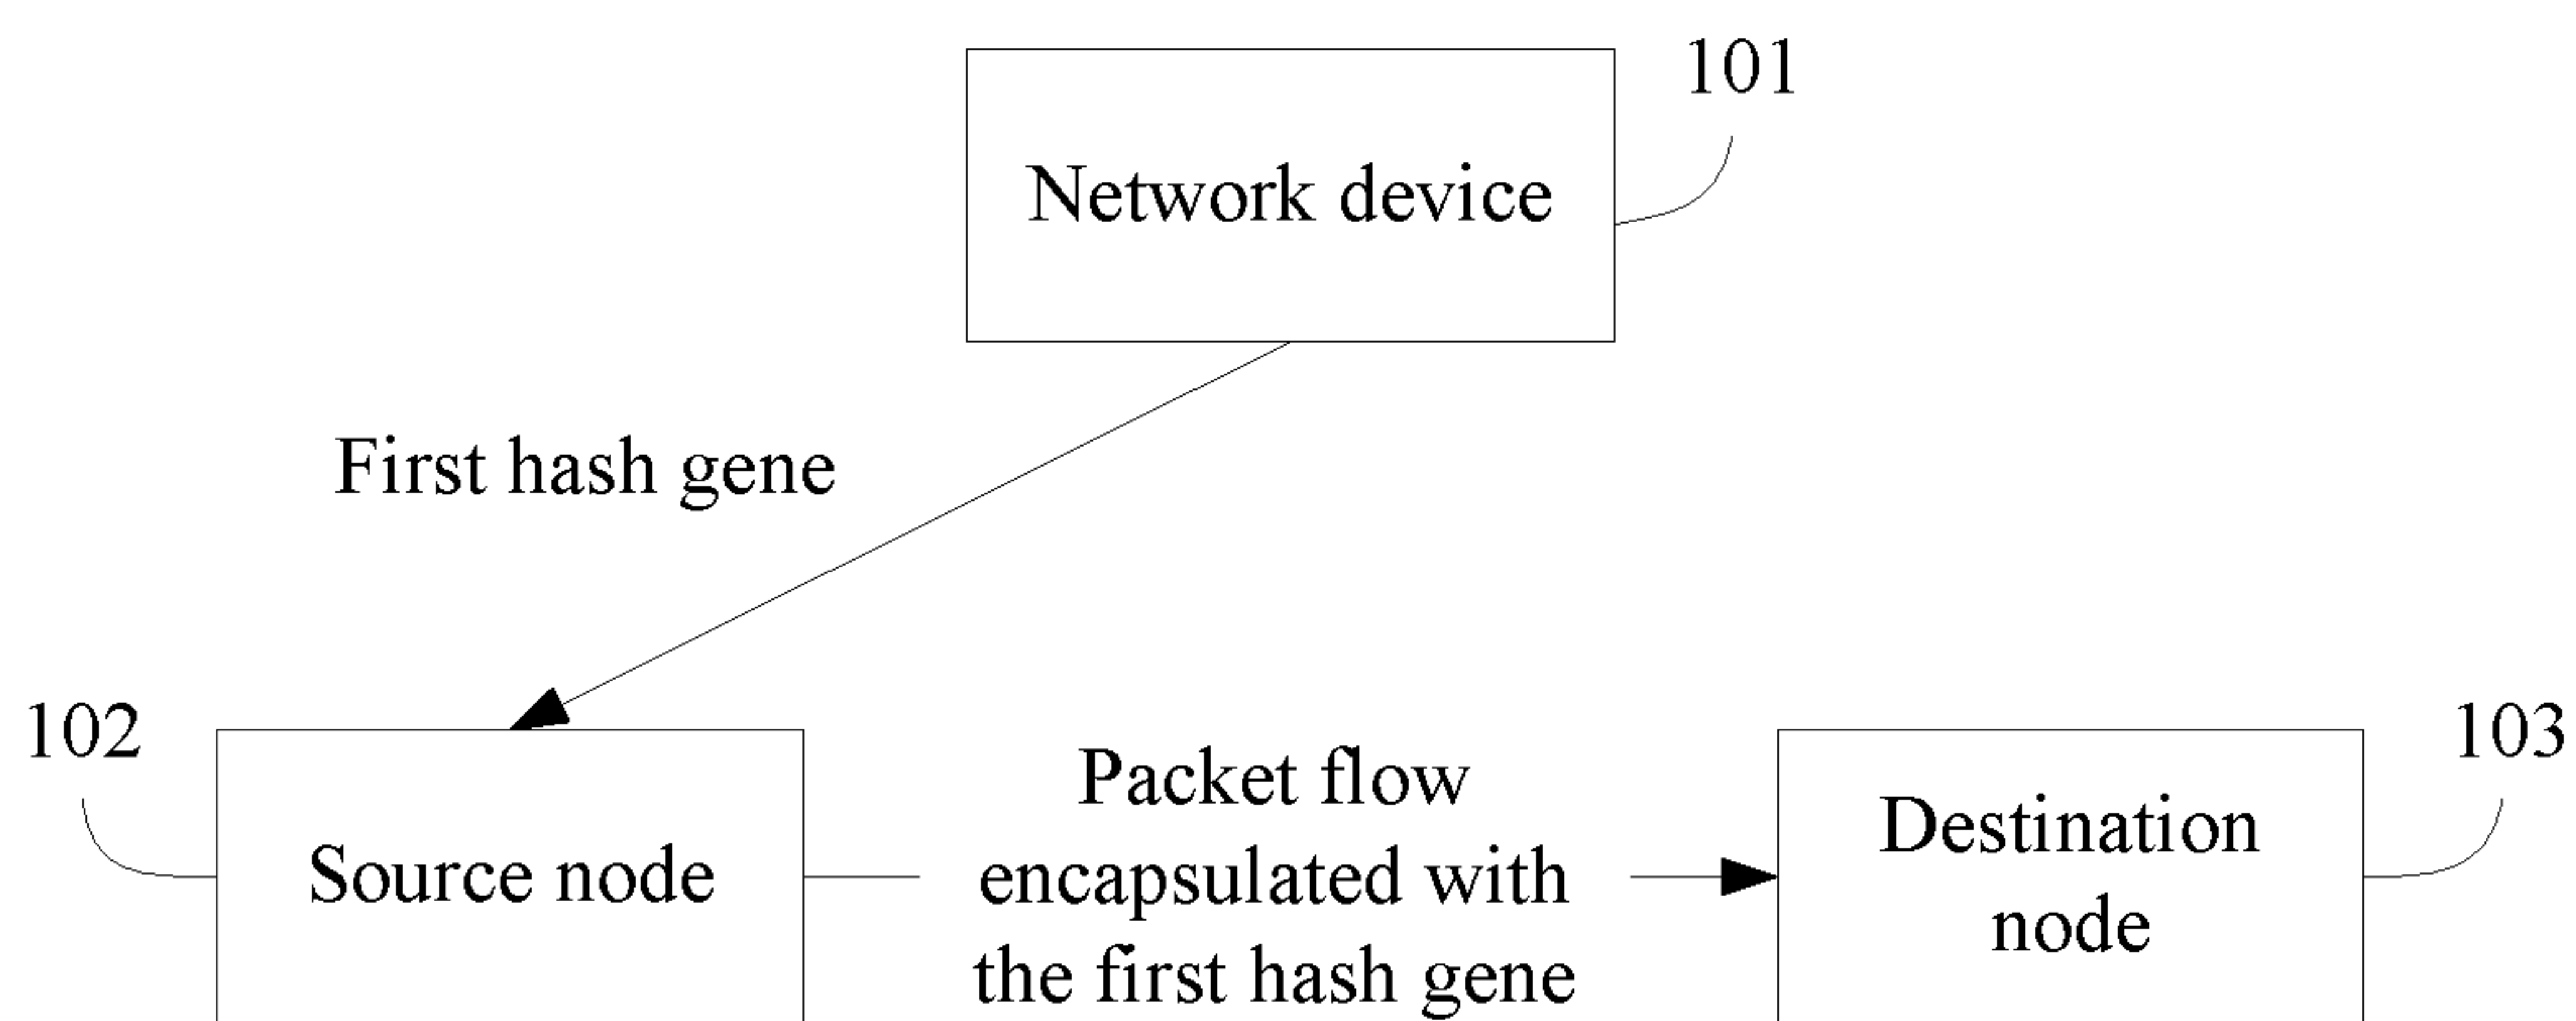 101
Network device
First hash gene
102
103
Packet flow
encapsulated with
the first hash gene
Source node
Destination
node